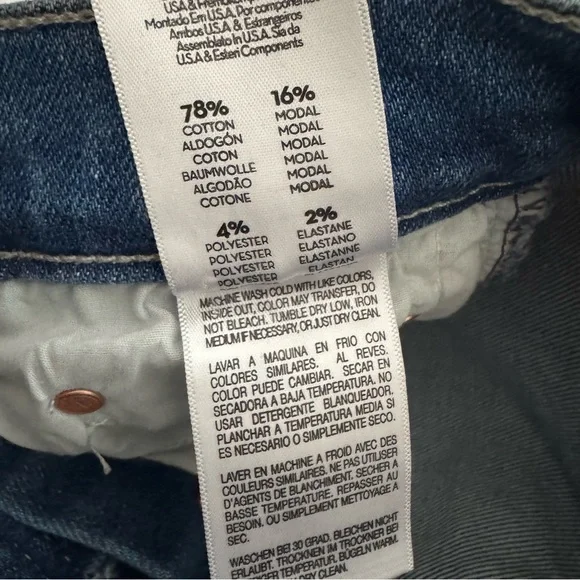 USA &
Montado Em U.S.A. Por componentes
Ambos U.S.A & Estrangeiros
Assemblato In U.S.A. Sia da
U.S.A & Esteri Componenti
78% 16%
COTTON MODAL
ALGODÓN MODAL
COTON MODAL
BAUMWOLLE MODAL
ALGODÃO MODAL
COTONE MODAL
4% 2%
POLYESTER ELASTANE
POLYESTER ELASTANO
POLYESTER ELASTANNE
POLYESTER ELASTAN
MACHINE WASH COLD WITH LIKE COLORS,
INSIDE OUT, COLOR MAY TRANSFER, DO
NOT BLEACH. TUMBLE DRY LOW, IRON
MEDIUM IF NECESSARY, OR JUST DRY CLEAN.
LAVAR A MAQUINA EN FRIO CON
COLORES SIMILARES. AL REVES.
COLOR PUEDE CAMBIAR. SECAR EN
SECADORA A BAJA TEMPERATURA. NO
USAR DETERGENTE BLANQUEADOR.
PLANCHAR A TEMPERATURA MEDIA SI
ES NECESARIO O SIMPLEMENTE SECO.
LAVER EN MACHINE A FROID AVEC DES
COULEURS SIMILAIRES. NE PAS UTILISER
D'AGENTS DE BLANCHIMENT. SECHER A
BASSE TEMPERATURE. REPASSER AU
BESOIN. OU SIMPLEMENT METTOYAGE A
SEC.
WASCHEN BEI 30 GRAD, BLEICHEN NICHT
ERLAUBT, TROCKNEN IM TROCKNER BEI
TEMPERATUR, BÜGELN WARM.
DRY CLEAN.